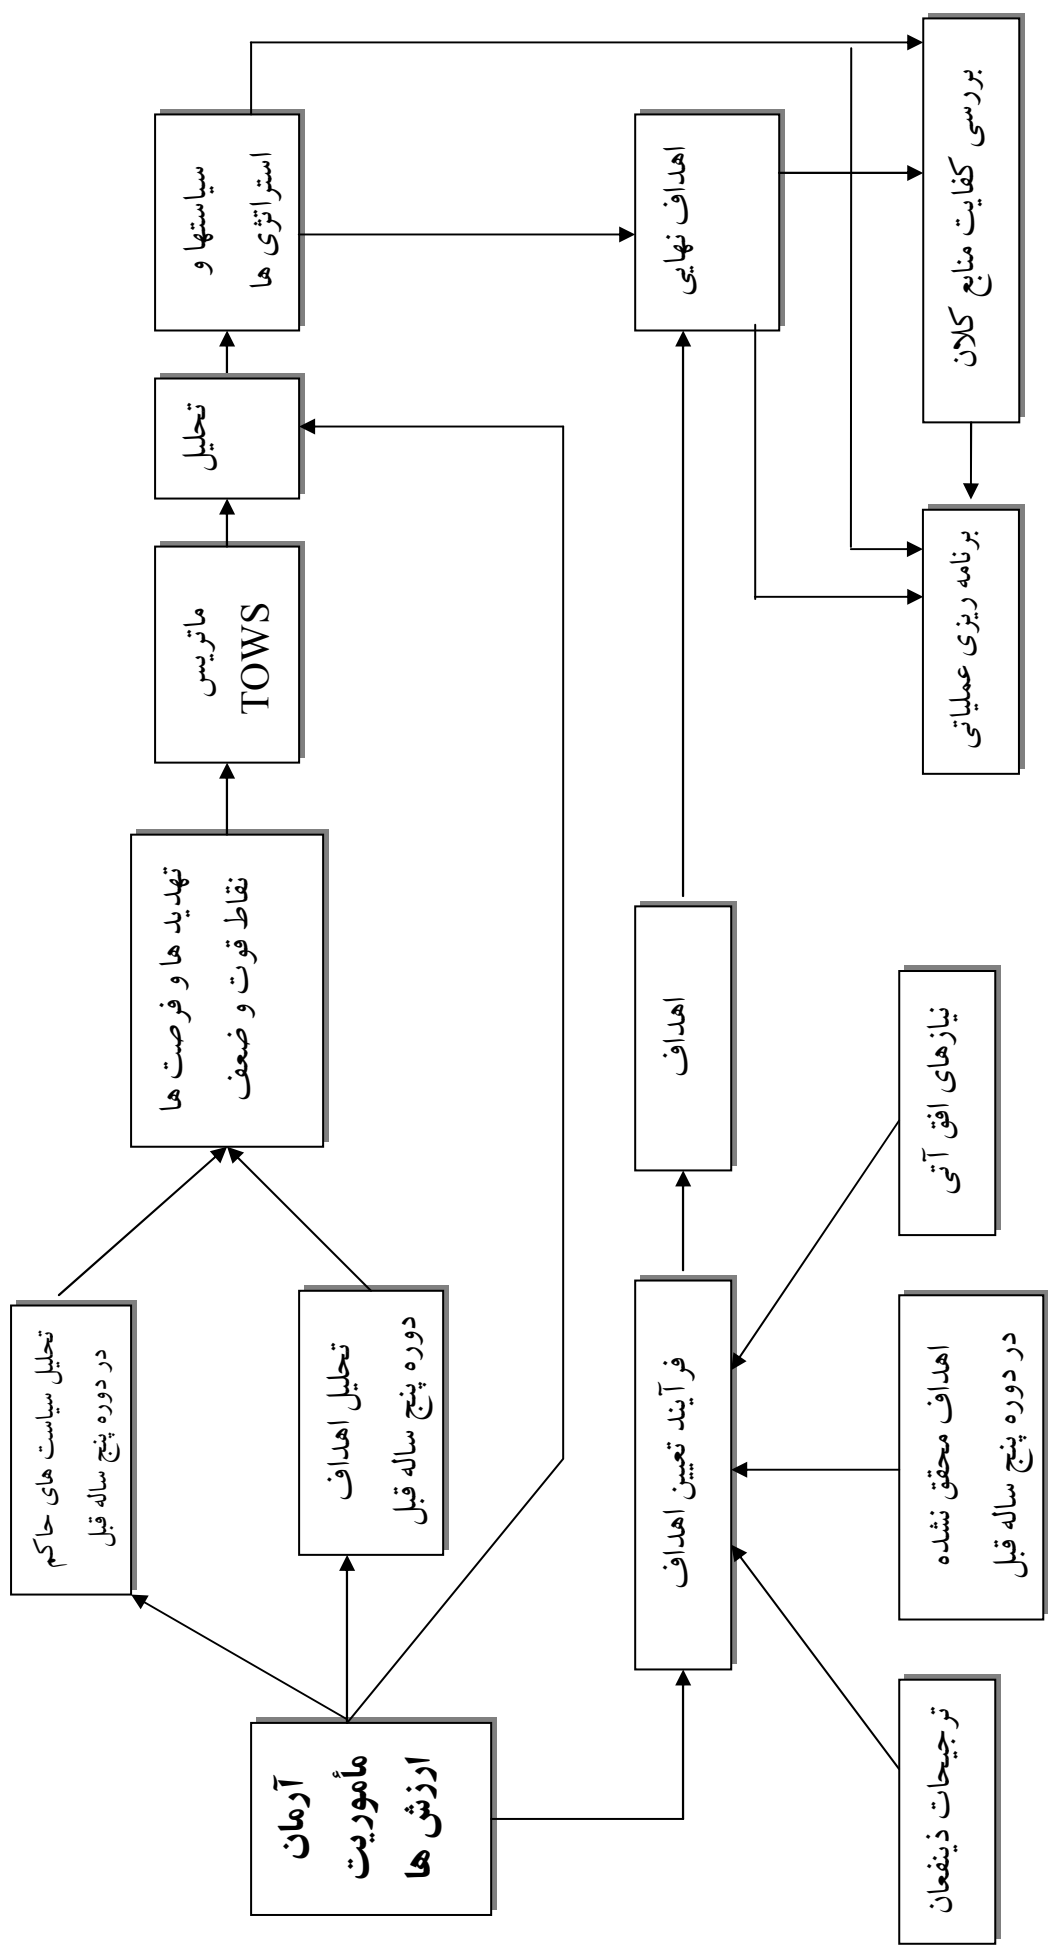 آرمان
مأموریت
ارزش ها
تحلیل سیاست های حاکم
در دوره پنج ساله قبل
تحلیل اهداف
دوره پنج ساله قبل
تهدید ها و فرصت ها
نقاط قوت و ضعف
ماتریس
TOWS
تحلیل
سیاستها و
استراتژی ها
فرآیند تعیین اهداف
اهداف
اهداف نهایی
ترجیحات ذینفعان
اهداف محقق نشده
در دوره پنج ساله قبل
نیازهای افق آتی
برنامه ریزی عملیاتی
بررسی کفایت منابع کلان